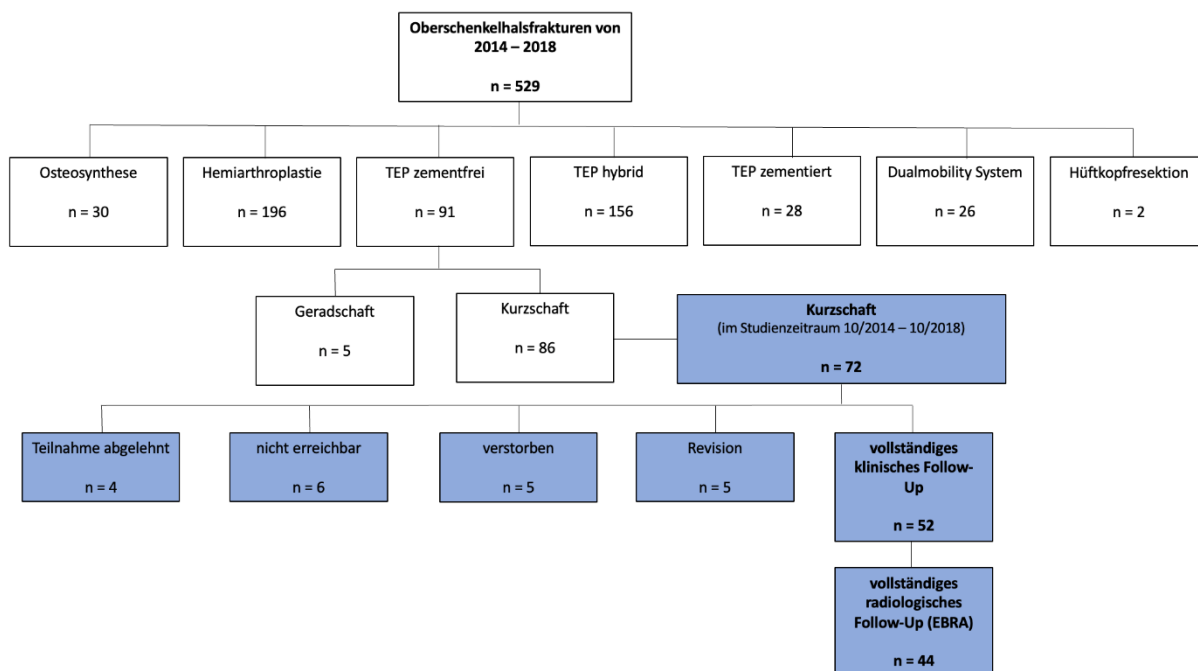 Oberschenkelhalsfrakturen von
2014 – 2018
n = 529
Osteosynthese
n = 30
Hemiarthroplastie
n = 196
TEP zementfrei
n = 91
TEP hybrid
n = 156
TEP zementiert
n = 28
Dualmobility System
n = 26
Hüftkopfresektion
n = 2
Geradschaft
n = 5
Kurzschaft
n = 86
Kurzschaft
(im Studienzeitraum 10/2014 – 10/2018)
n = 72
Teilnahme abgelehnt
n = 4
nicht erreichbar
n = 6
verstorben
n = 5
Revision
n = 5
vollständiges
klinisches Follow-
Up
n = 52
vollständiges
radiologisches
Follow-Up (EBRA)
n = 44